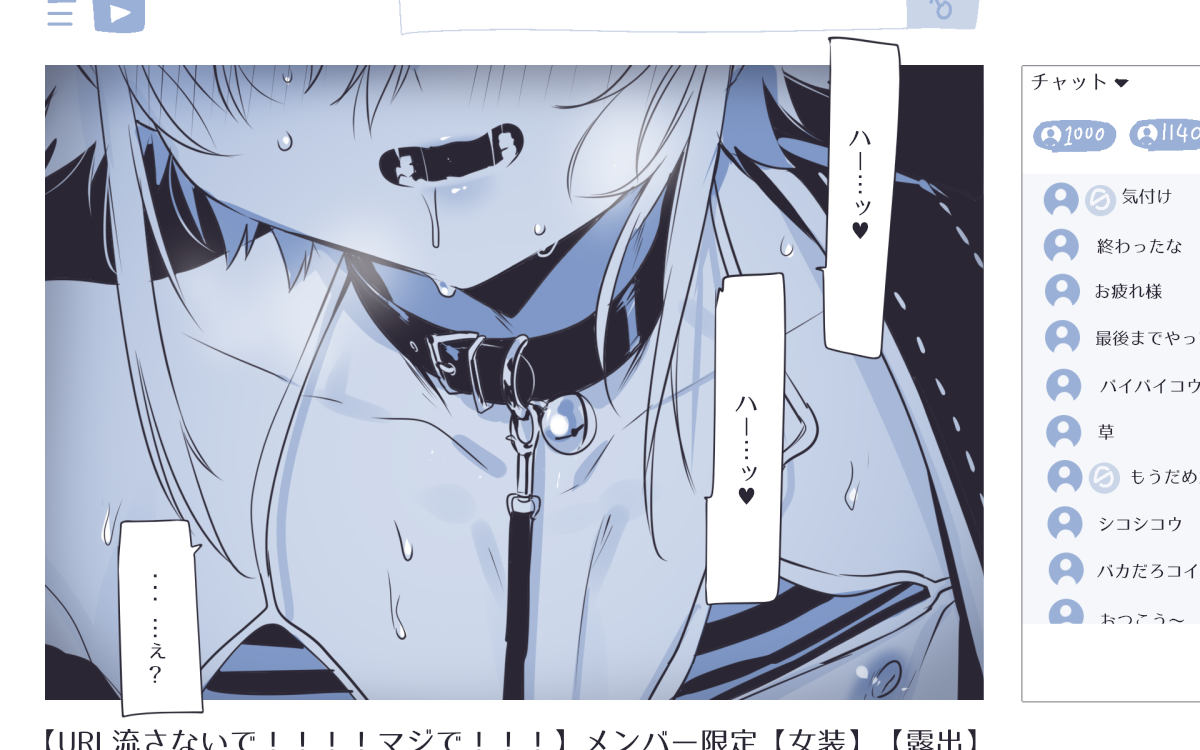 ハー…ッ♥
ハー…ッ♥
……え？
チャット
1000
1140
気付け
終わったな
お疲れ様
最後までやっ
バイバイコウ
草
もうだめ
シコシコウ
バカだろコイ
おつこう〜
【URL流さないで！！！！マジで！！！】メンバー限定【女装】【露出】